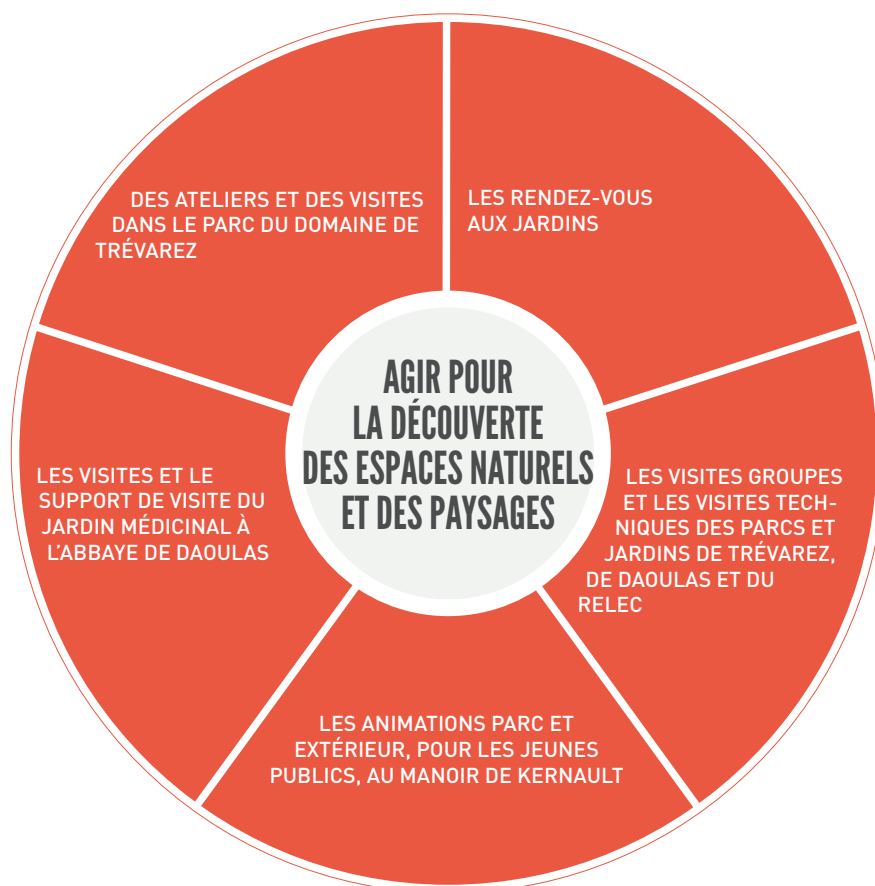 AGIR POUR
LA DÉCOUVERTE
DES ESPACES NATURELS
ET DES PAYSAGES
LES RENDEZ-VOUS
AUX JARDINS
LES VISITES GROUPES
ET LES VISITES TECH-
NIQUES DES PARCS ET
JARDINS DE TRÉVAREZ,
DE DAOULAS ET DU
RELEC
LES ANIMATIONS PARC ET
EXTÉRIEUR, POUR LES JEUNES
PUBLICS, AU MANOIR DE KERNAULT
LES VISITES ET LE
SUPPORT DE VISITE DU
JARDIN MÉDICINAL À
L'ABBAYE DE DAOULAS
DES ATELIERS ET DES VISITES
DANS LE PARC DU DOMAINE DE
TRÉVAREZ